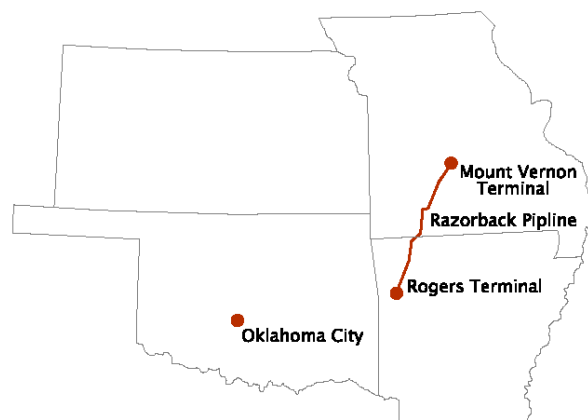 Mount Vernon
Terminal
Razorback Pipline
Rogers Terminal
Oklahoma City